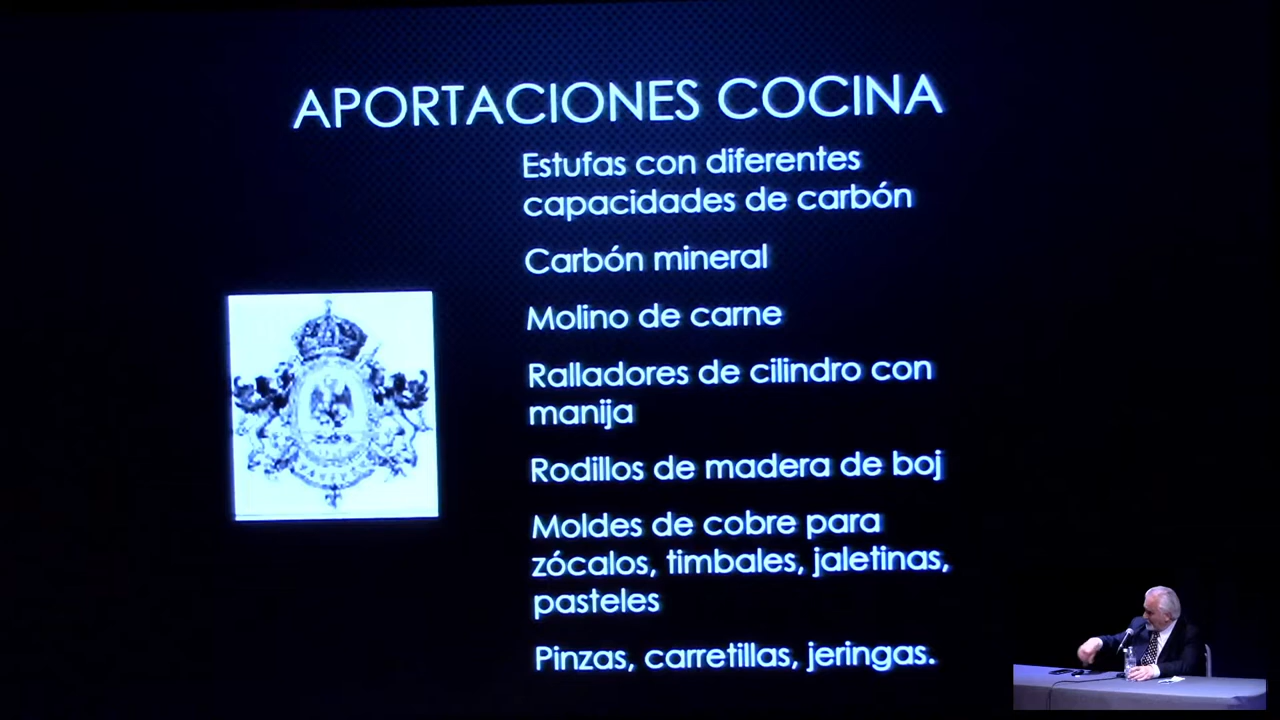 APORTACIONES COCINA
Estufas con diferentes
capacidades de carbón
Carbón mineral
Molino de carne
Ralladores de cilindro con
manija
Rodillos de madera de boj
Moldes de cobre para
zócalos, timbales, jaletinas,
pasteles
Pinzas, carretillas, jeringas.